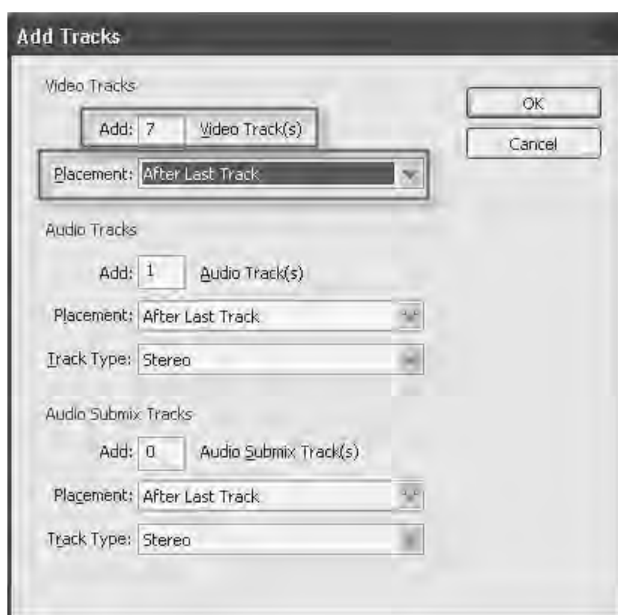 Add Tracks
Video Tracks
Add: 7 Video Track(s)
Placement: After Last Track
Audio Tracks
Add: 1 Audio Track(s)
Placement: After Last Track
Track Type: Stereo
Audio Submix Tracks
Add: 0 Audio Submix Track(s)
Placement: After Last Track
Track Type: Stereo
OK
Cancel